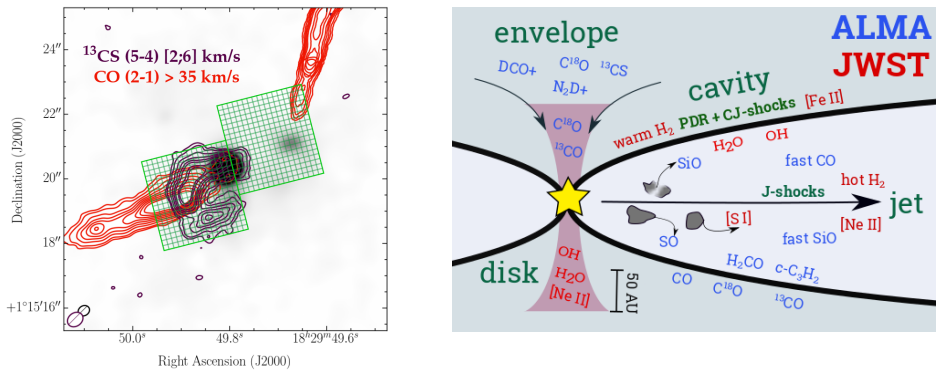 ¹³CS (5-4) [2;6] km/s
CO (2-1) > 35 km/s
24″
22″
20″
18″
+1°15′16″
50.0ˢ
49.8ˢ
18ʰ29ᵐ49.6ˢ
Declination (J2000)
Right Ascension (J2000)
ALMA
JWST
envelope
DCO+
C¹⁸O
¹³CS
N₂D+
C¹⁸O
¹³CO
cavity
warm H₂
PDR + CJ-shocks
[Fe II]
H₂O
OH
SiO
fast CO
hot H₂
J-shocks
jet
[S I]
[Ne II]
SO
fast SiO
disk
OH
H₂O
[Ne II]
50 AU
CO
H₂CO
c-C₃H₂
C¹⁸O
¹³CO